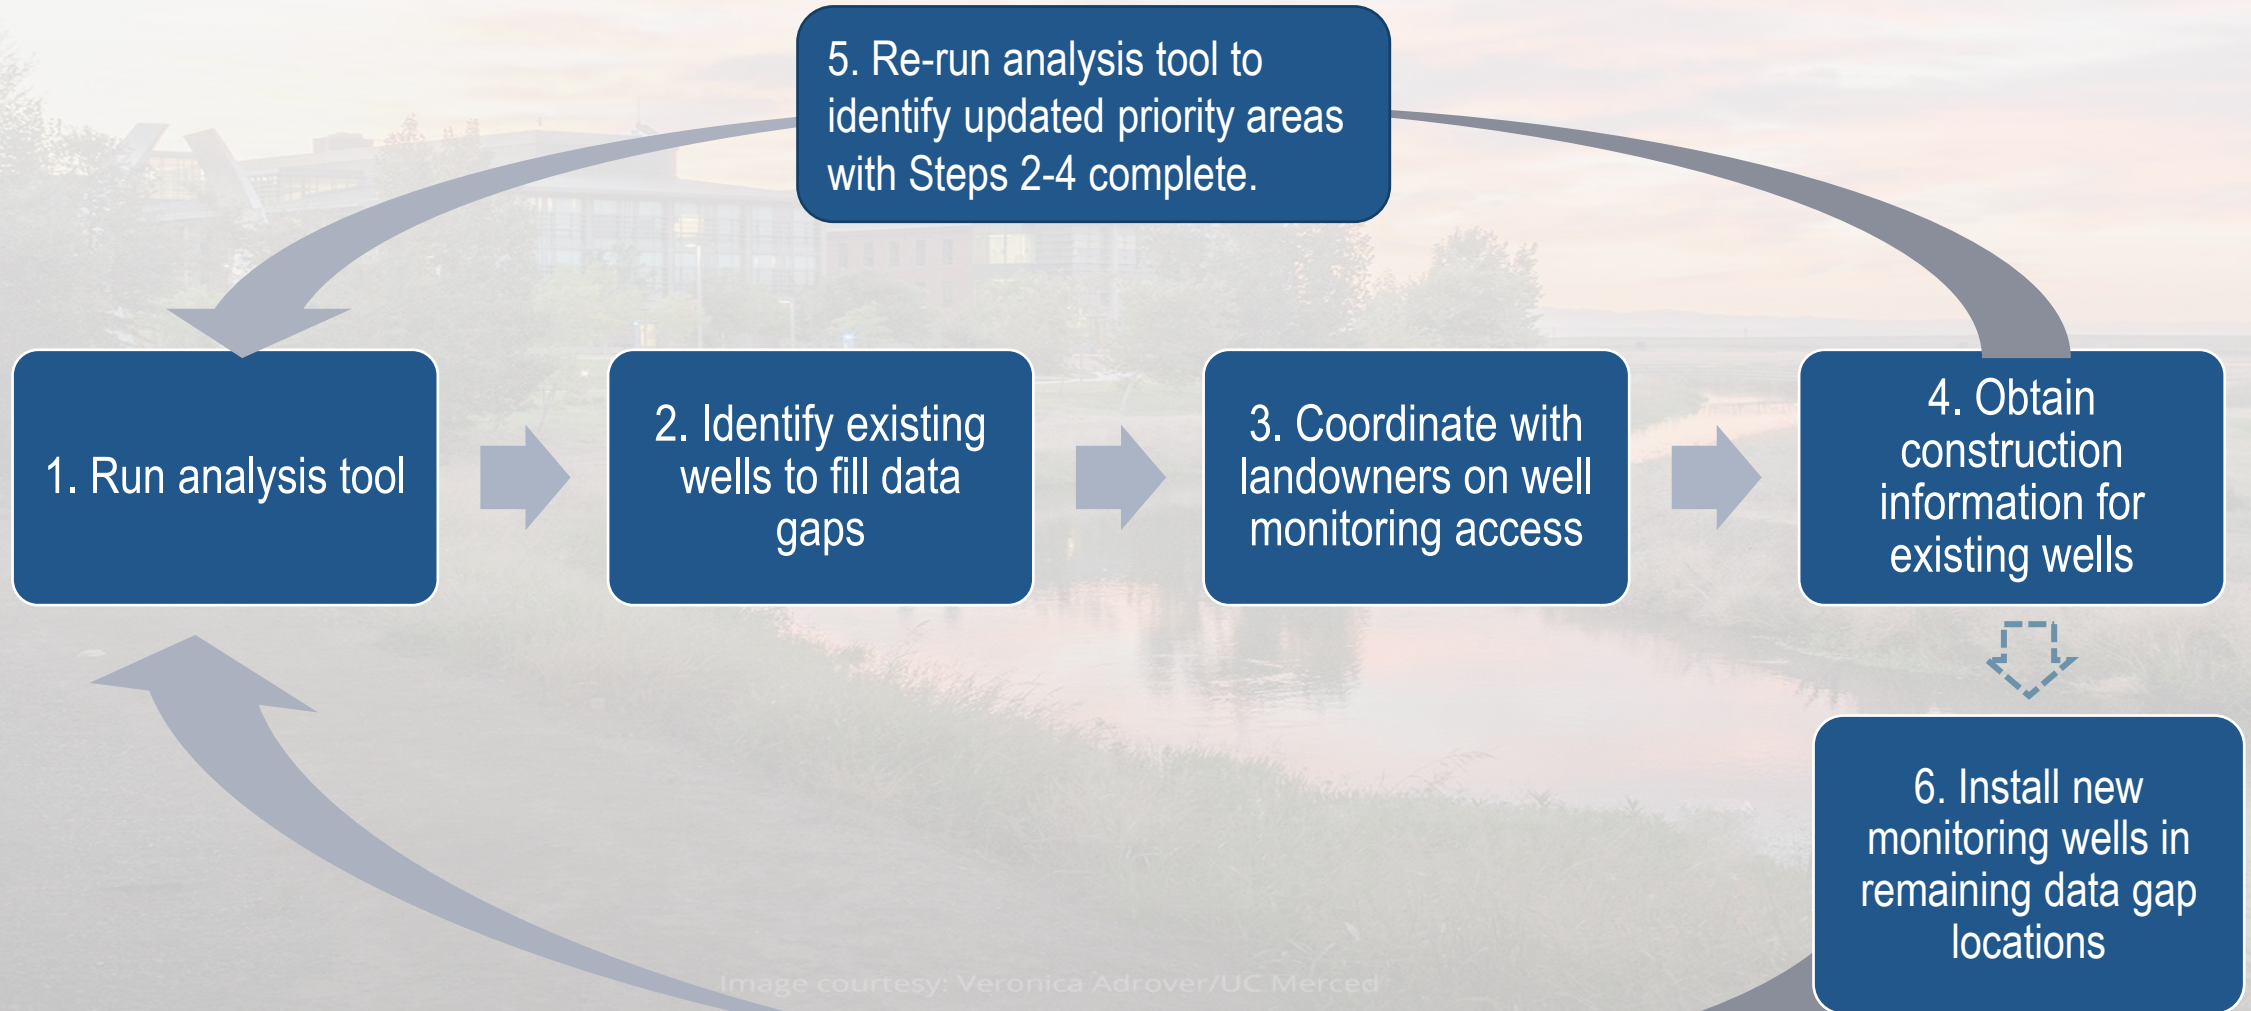 5. Re-run analysis tool to
identify updated priority areas
with Steps 2-4 complete.
1. Run analysis tool
2. Identify existing
wells to fill data
gaps
3. Coordinate with
landowners on well
monitoring access
4. Obtain
construction
information for
existing wells
6. Install new
monitoring wells in
remaining data gap
locations
Image courtesy: Veronica Adrover/UC Merced